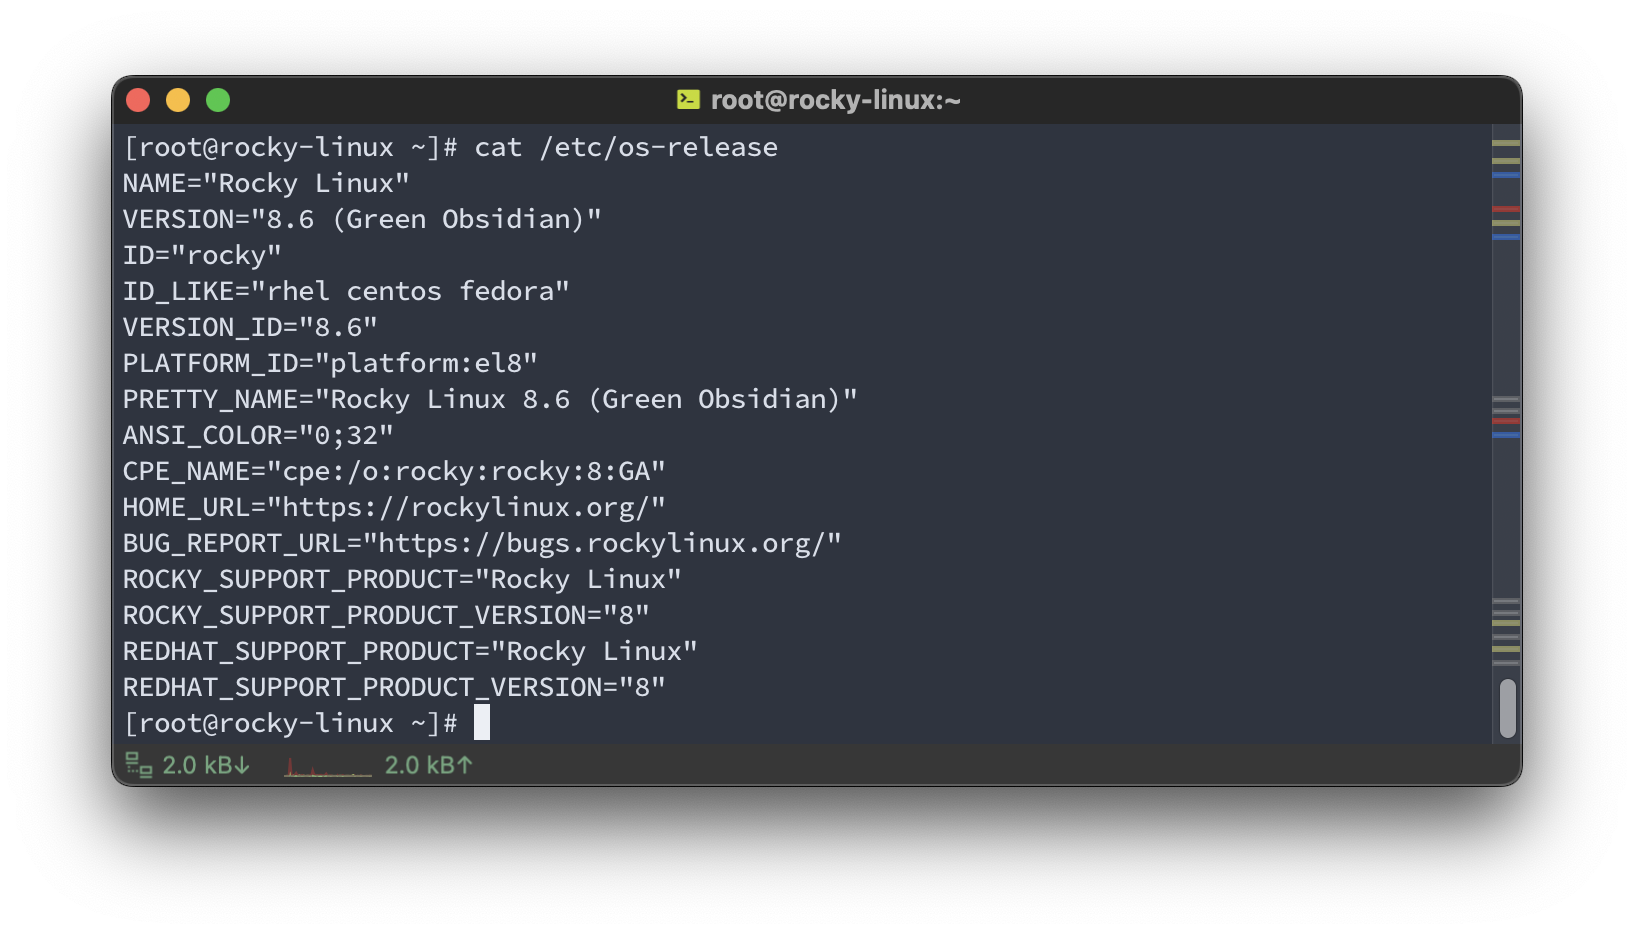 root@rocky-linux:~
[root@rocky-linux ~]# cat /etc/os-release
NAME="Rocky Linux"
VERSION="8.6 (Green Obsidian)"
ID="rocky"
ID_LIKE="rhel centos fedora"
VERSION_ID="8.6"
PLATFORM_ID="platform:el8"
PRETTY_NAME="Rocky Linux 8.6 (Green Obsidian)"
ANSI_COLOR="0;32"
CPE_NAME="cpe:/o:rocky:rocky:8:GA"
HOME_URL="https://rockylinux.org/"
BUG_REPORT_URL="https://bugs.rockylinux.org/"
ROCKY_SUPPORT_PRODUCT="Rocky Linux"
ROCKY_SUPPORT_PRODUCT_VERSION="8"
REDHAT_SUPPORT_PRODUCT="Rocky Linux"
REDHAT_SUPPORT_PRODUCT_VERSION="8"
[root@rocky-linux ~]#
2.0 kB↓ 2.0 kB↑